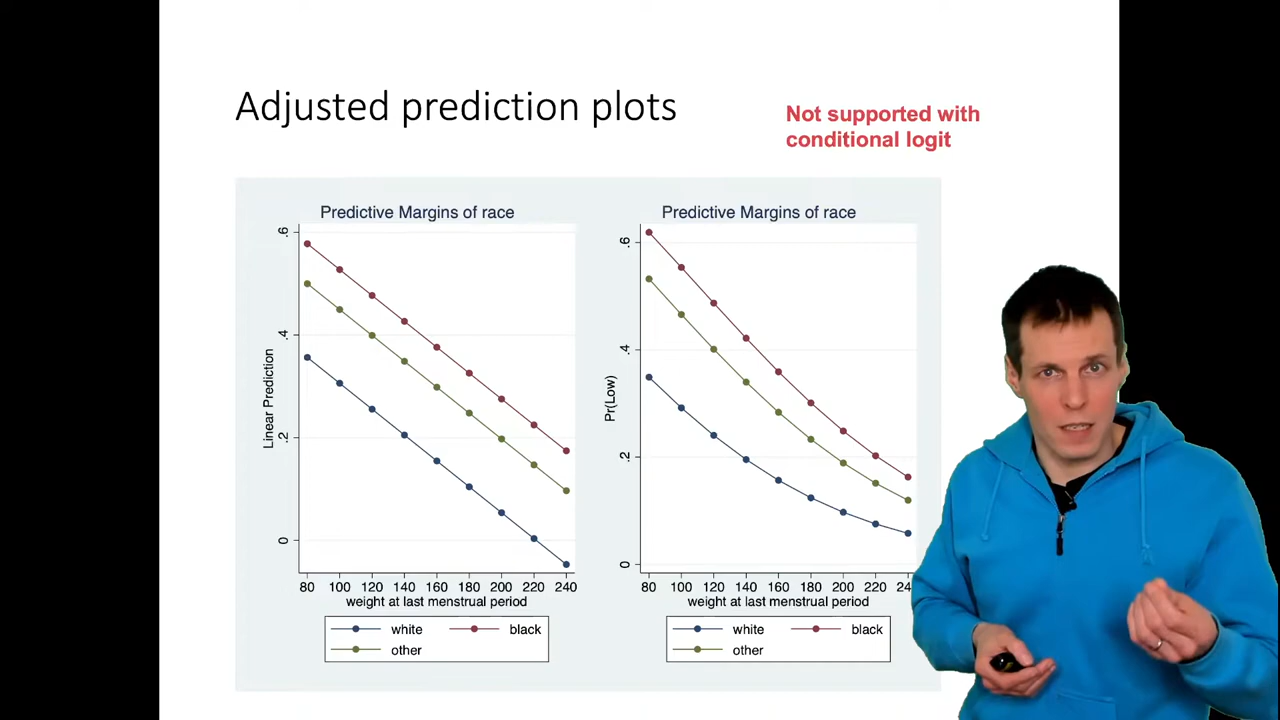 Adjusted prediction plots
Not supported with
conditional logit
Predictive Margins of race
.6
.4
.2
0
Linear Prediction
80 100 120 140 160 180 200 220 240
weight at last menstrual period
white black
other
Predictive Margins of race
.6
.4
.2
0
Pr(Low)
80 100 120 140 160 180 200 220 24
weight at last menstrual period
white black
other